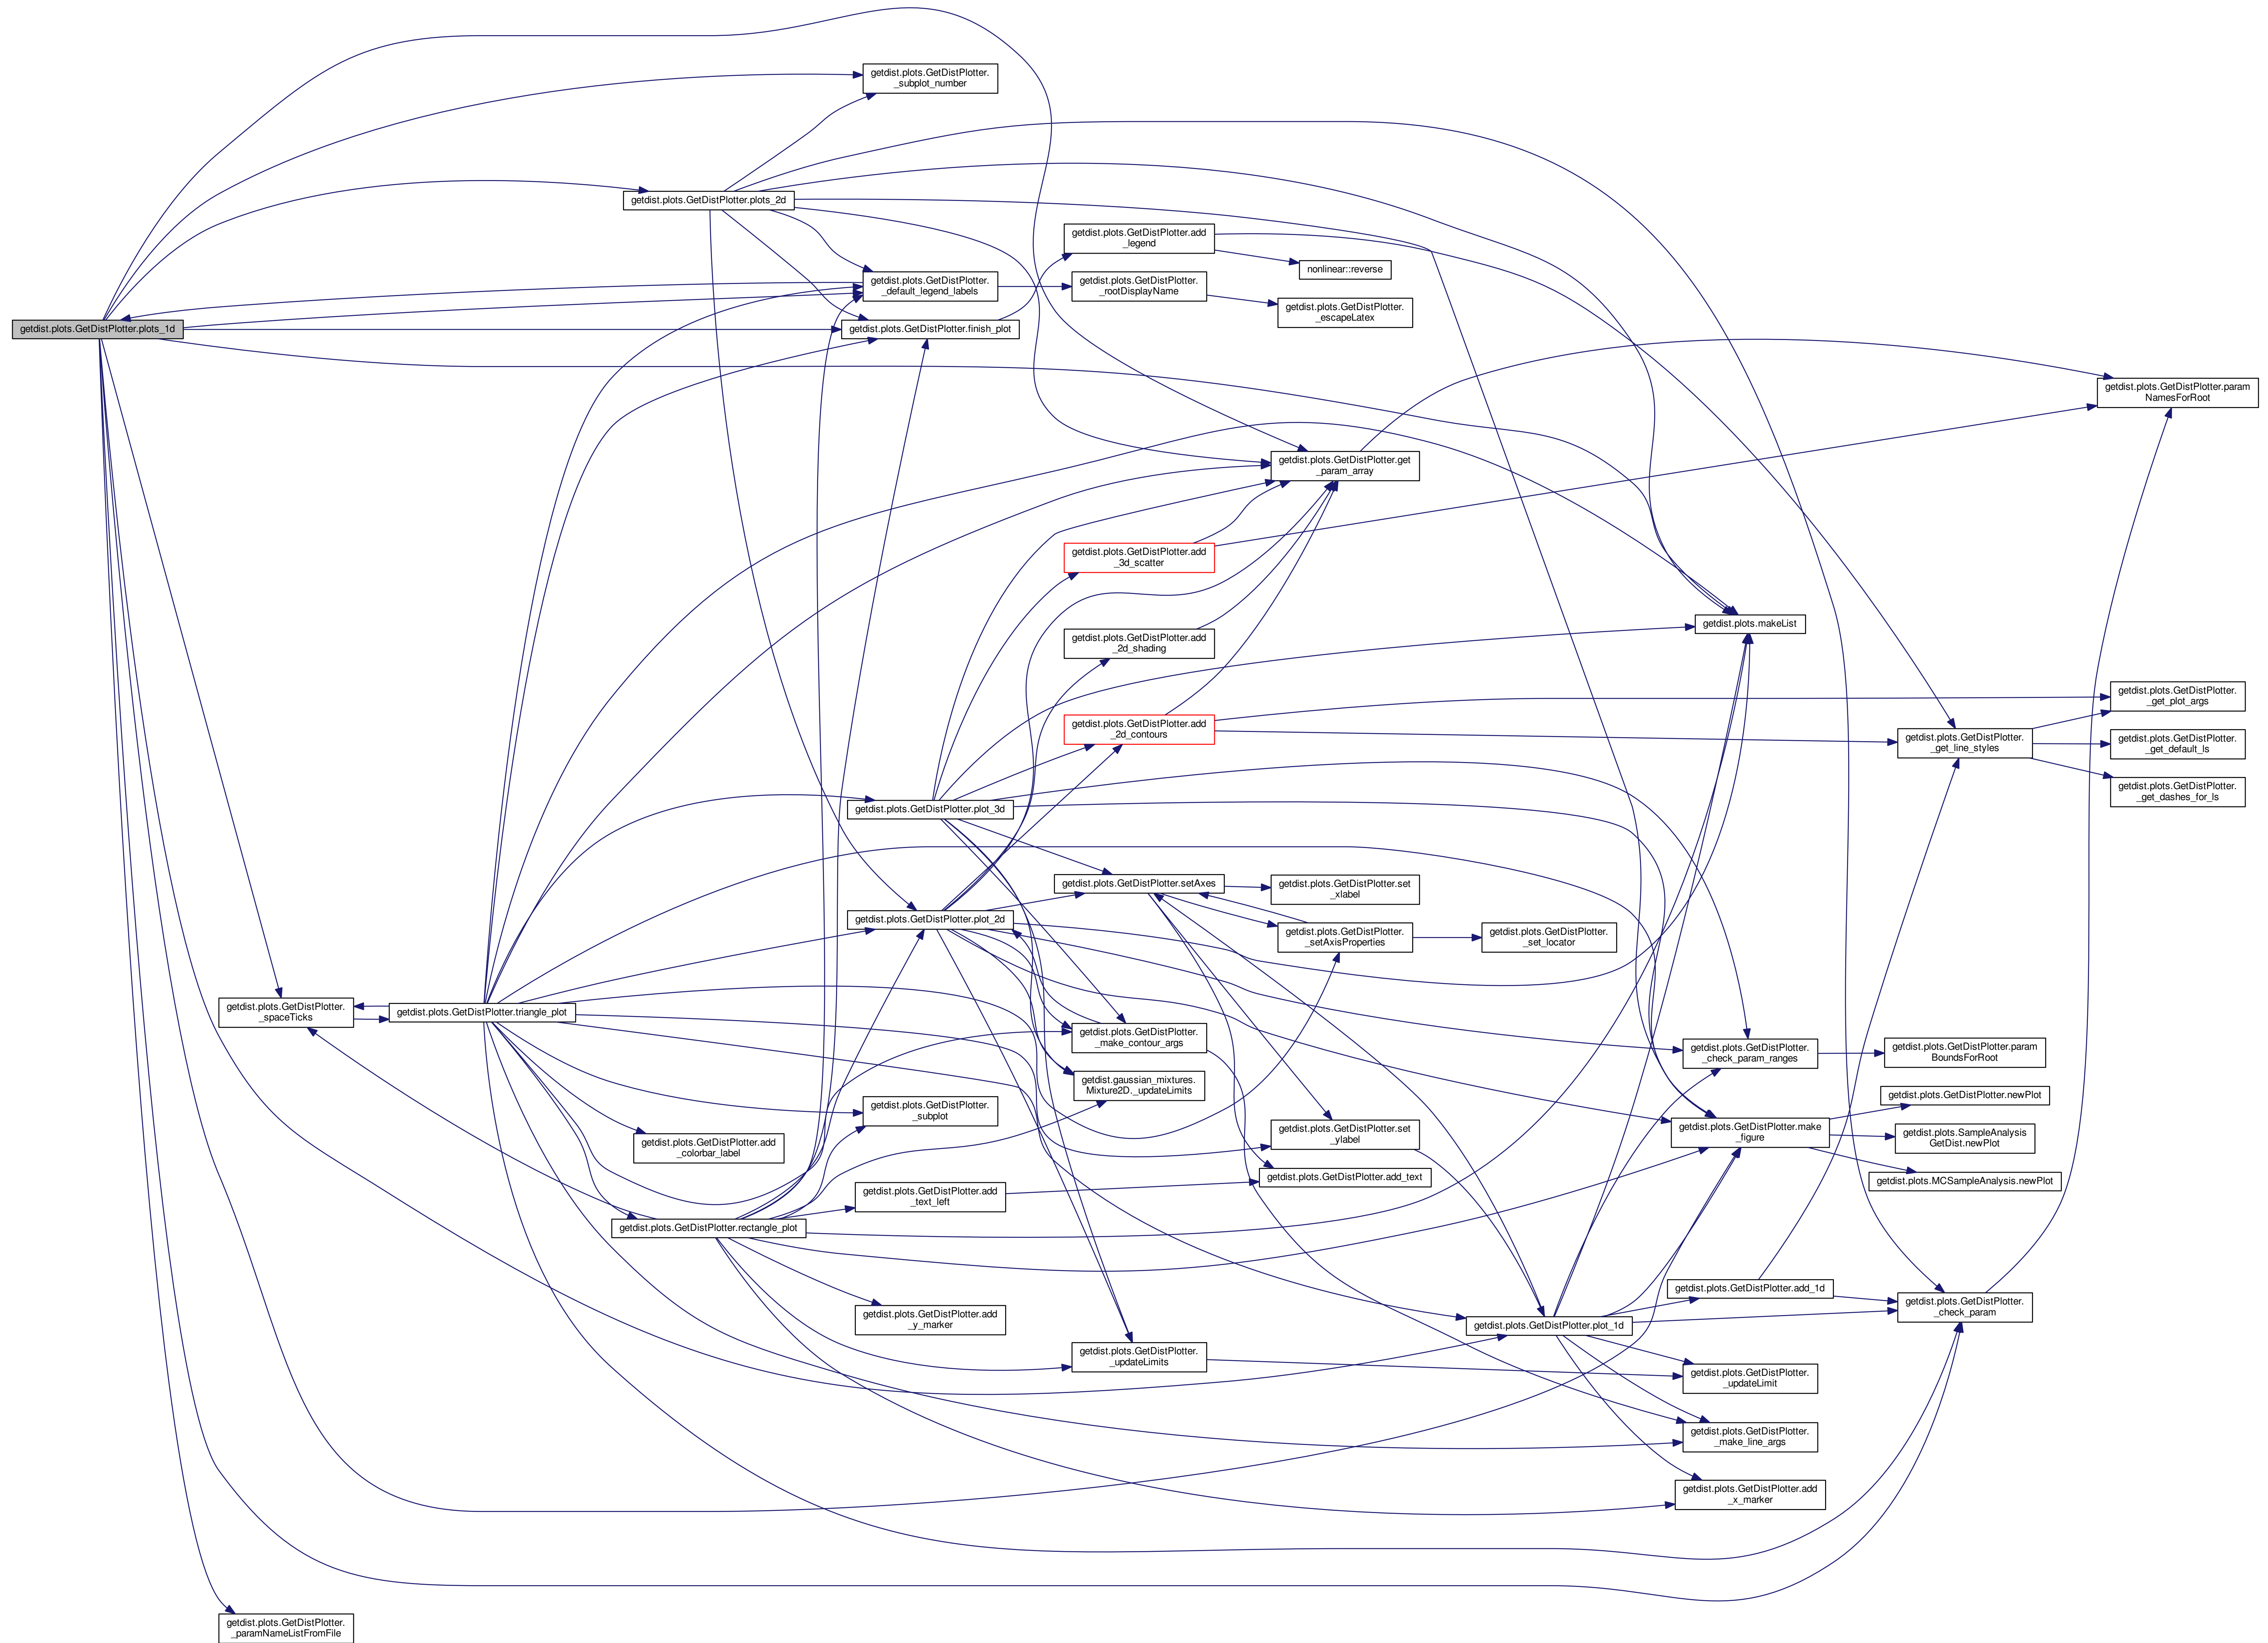 getdist.plots.GetDistPlotter.
_subplot_number
getdist.plots.GetDistPlotter.plots_2d
getdist.plots.GetDistPlotter.add
_legend
nonlinear::reverse
getdist.plots.GetDistPlotter.
_default_legend_labels
getdist.plots.GetDistPlotter.
_rootDisplayName
getdist.plots.GetDistPlotter.
_escapeLatex
getdist.plots.GetDistPlotter.plots_1d
getdist.plots.GetDistPlotter.finish_plot
getdist.plots.GetDistPlotter.param
NamesForRoot
getdist.plots.GetDistPlotter.get
_param_array
getdist.plots.GetDistPlotter.add
_3d_scatter
getdist.plots.makeList
getdist.plots.GetDistPlotter.add
_2d_shading
getdist.plots.GetDistPlotter.
_get_plot_args
getdist.plots.GetDistPlotter.add
_2d_contours
getdist.plots.GetDistPlotter.
_get_line_styles
getdist.plots.GetDistPlotter.
_get_default_ls
getdist.plots.GetDistPlotter.
_get_dashes_for_ls
getdist.plots.GetDistPlotter.plot_3d
getdist.plots.GetDistPlotter.setAxes
getdist.plots.GetDistPlotter.set
_xlabel
getdist.plots.GetDistPlotter.plot_2d
getdist.plots.GetDistPlotter.
_setAxisProperties
getdist.plots.GetDistPlotter.
_set_locator
getdist.plots.GetDistPlotter.
_spaceTicks
getdist.plots.GetDistPlotter.triangle_plot
getdist.plots.GetDistPlotter.
_make_contour_args
getdist.plots.GetDistPlotter.
_check_param_ranges
getdist.plots.GetDistPlotter.param
BoundsForRoot
getdist.gaussian_mixtures.
Mixture2D._updateLimits
getdist.plots.GetDistPlotter.newPlot
getdist.plots.GetDistPlotter.
_subplot
getdist.plots.GetDistPlotter.set
_ylabel
getdist.plots.GetDistPlotter.make
_figure
getdist.plots.SampleAnalysis
GetDist.newPlot
getdist.plots.GetDistPlotter.add
_colorbar_label
getdist.plots.GetDistPlotter.add_text
getdist.plots.MCSampleAnalysis.newPlot
getdist.plots.GetDistPlotter.add
_text_left
getdist.plots.GetDistPlotter.rectangle_plot
getdist.plots.GetDistPlotter.add_1d
getdist.plots.GetDistPlotter.
_check_param
getdist.plots.GetDistPlotter.add
_y_marker
getdist.plots.GetDistPlotter.plot_1d
getdist.plots.GetDistPlotter.
_updateLimits
getdist.plots.GetDistPlotter.
_updateLimit
getdist.plots.GetDistPlotter.
_make_line_args
getdist.plots.GetDistPlotter.add
_x_marker
getdist.plots.GetDistPlotter.
_paramNameListFromFile